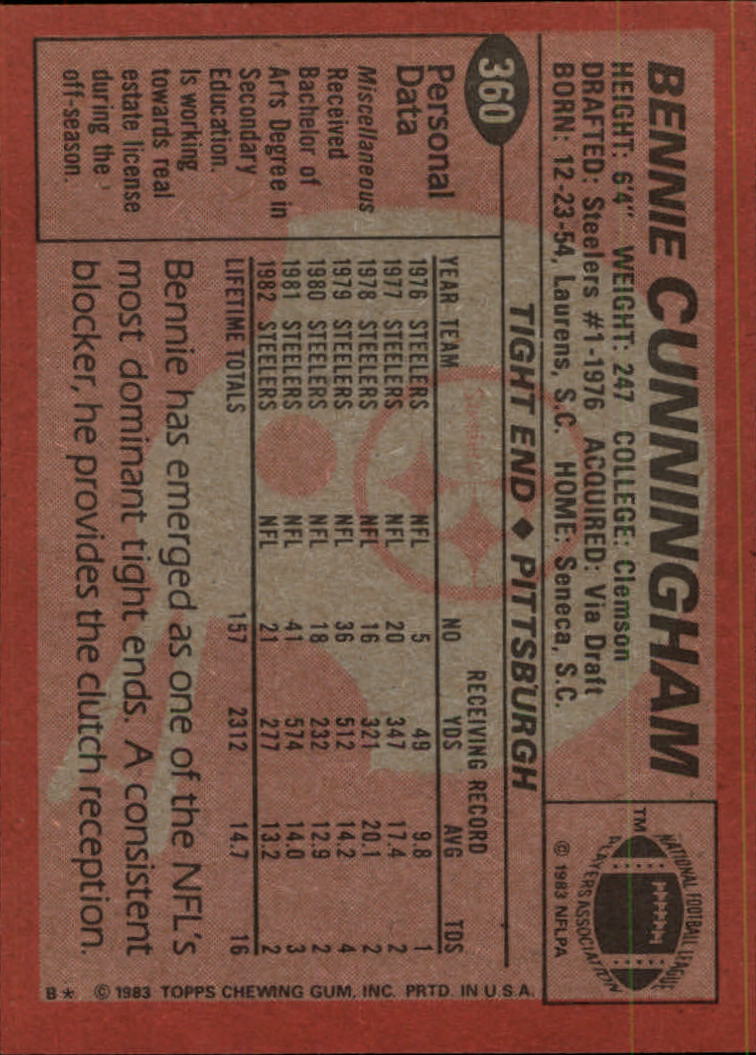 BENNIE CUNNINGHAM
HEIGHT: 6'4" WEIGHT: 247 COLLEGE: Clemson
DRAFTED: Steelers #1-1976 ACQUIRED: Via Draft
BORN: 12-23-54, Laurens, S.C. HOME: Seneca, S.C.
TM
NATIONAL FOOTBALL LEAGUE
PLAYERS ASSOCIATION
© 1983 NFLPA
360
TIGHT END ♦ PITTSBURGH
Personal
Data
Miscellaneous
Received
Bachelor of
Arts Degree in
Secondary
Education.
Is working
towards real
estate license
during the
off-season.
RECEIVING RECORD
YEAR TEAM NO YDS AVG TDS
1976 STEELERS NFL 5 49 9.8 1
1977 STEELERS NFL 20 347 17.4 2
1978 STEELERS NFL 16 321 20.1 2
1979 STEELERS NFL 36 512 14.2 4
1980 STEELERS NFL 18 232 12.9 2
1981 STEELERS NFL 41 574 14.0 3
1982 STEELERS NFL 21 277 13.2 2
LIFETIME TOTALS 157 2312 14.7 16
Bennie has emerged as one of the NFL's
most dominant tight ends. A consistent
blocker, he provides the clutch reception.
B* © 1983 TOPPS CHEWING GUM, INC. PRTD. IN U.S.A.